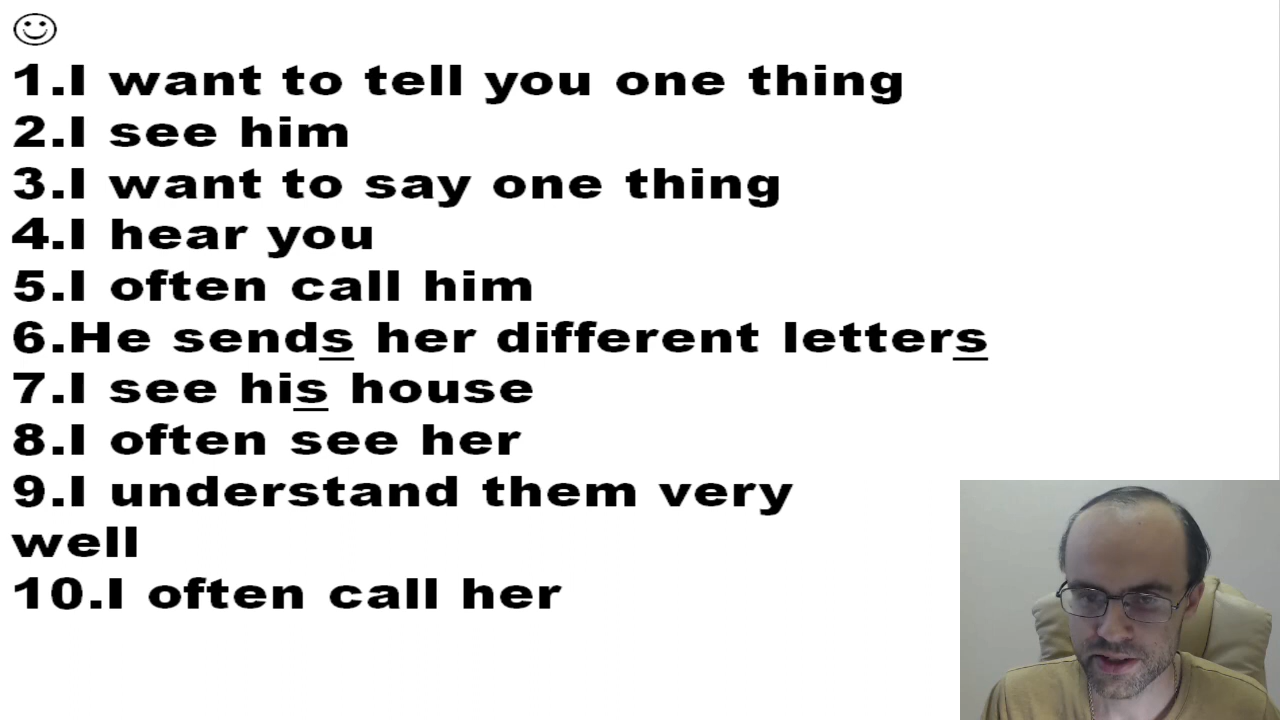 1.I want to tell you one thing
2.I see him
3.I want to say one thing
4.I hear you
5.I often call him
6.He sends her different letters
7.I see his house
8.I often see her
9.I understand them very
well
10.I often call her